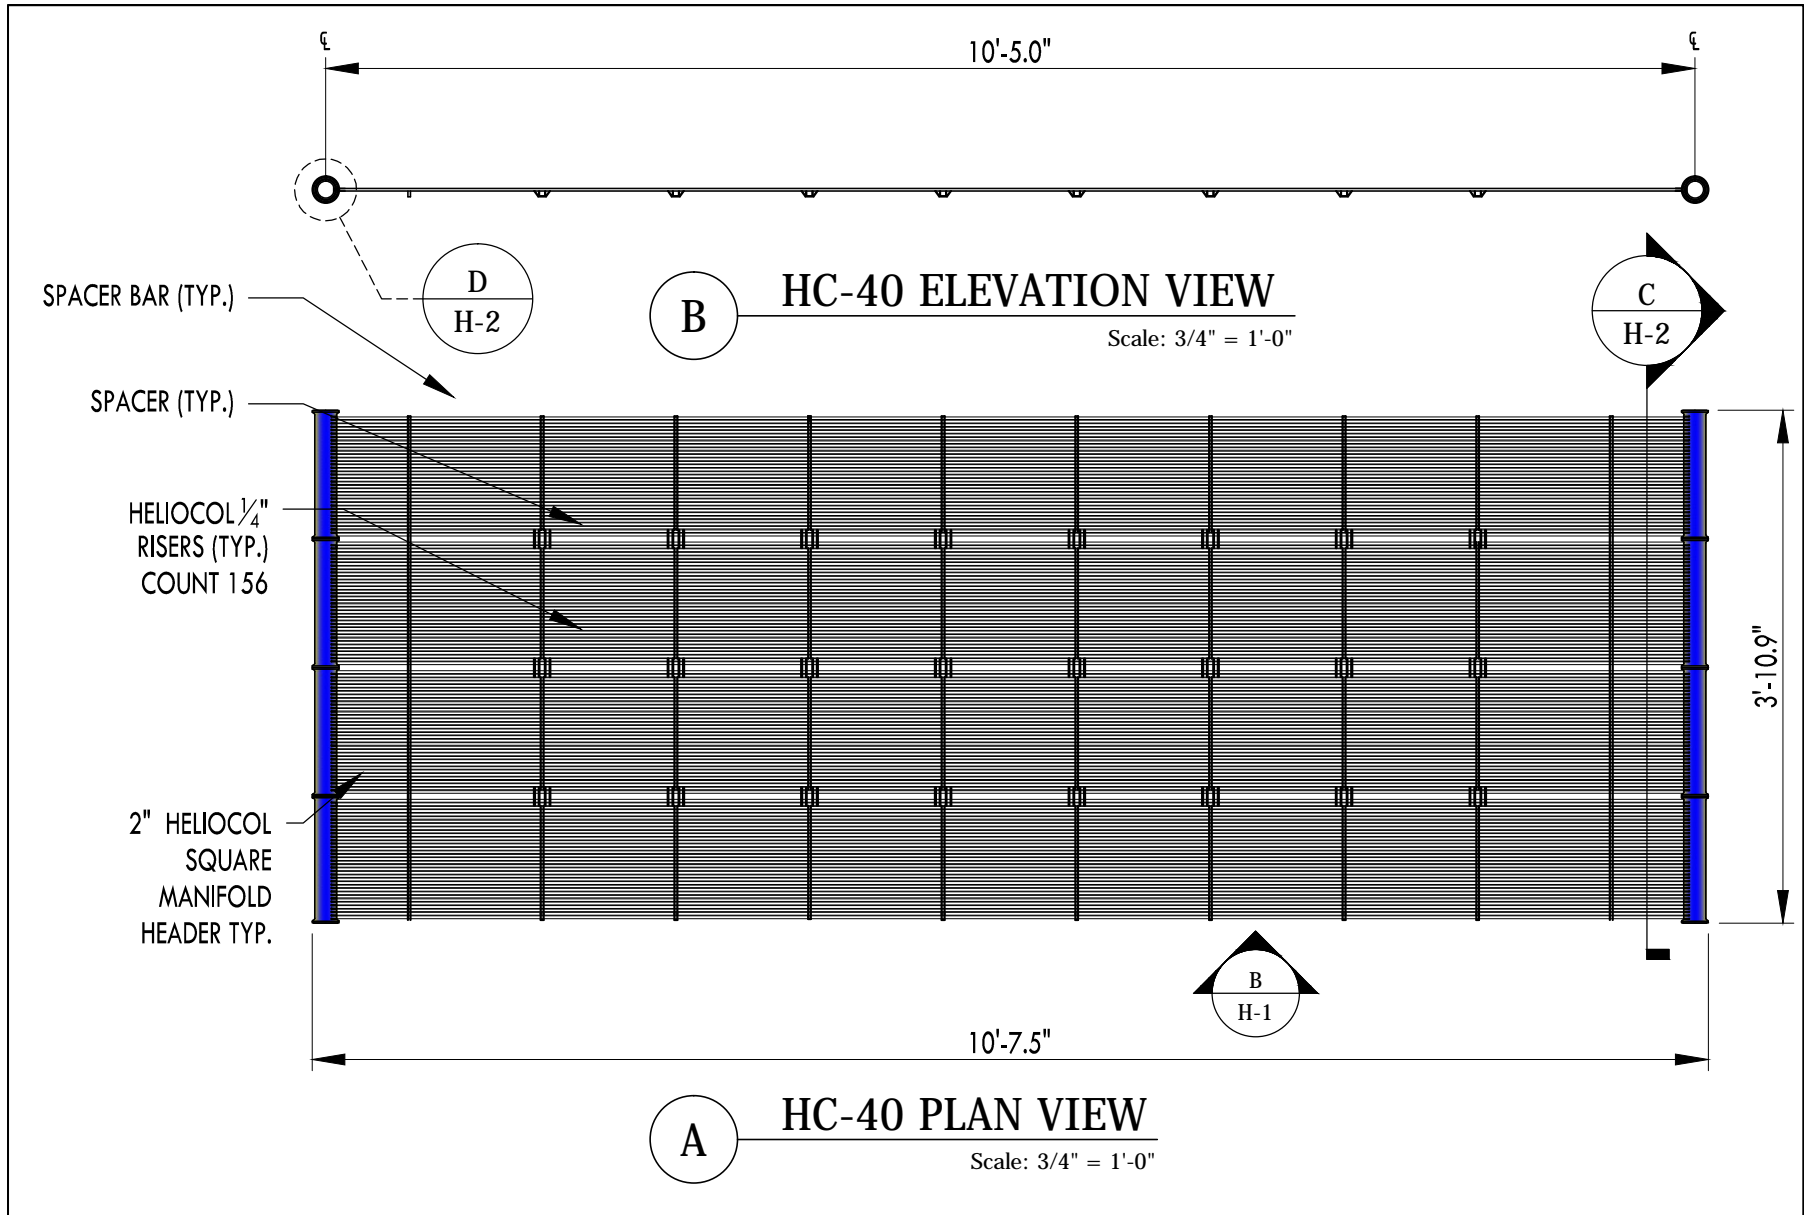 ℄
10'-5.0"
℄
D
H-2
SPACER BAR (TYP.)
B
HC-40 ELEVATION VIEW
Scale: 3/4" = 1'-0"
C
H-2
SPACER (TYP.)
HELIOCOL 1/4"
RISERS (TYP.)
COUNT 156
3'-10.9"
2" HELIOCOL
SQUARE
MANIFOLD
HEADER TYP.
B
H-1
10'-7.5"
A
HC-40 PLAN VIEW
Scale: 3/4" = 1'-0"